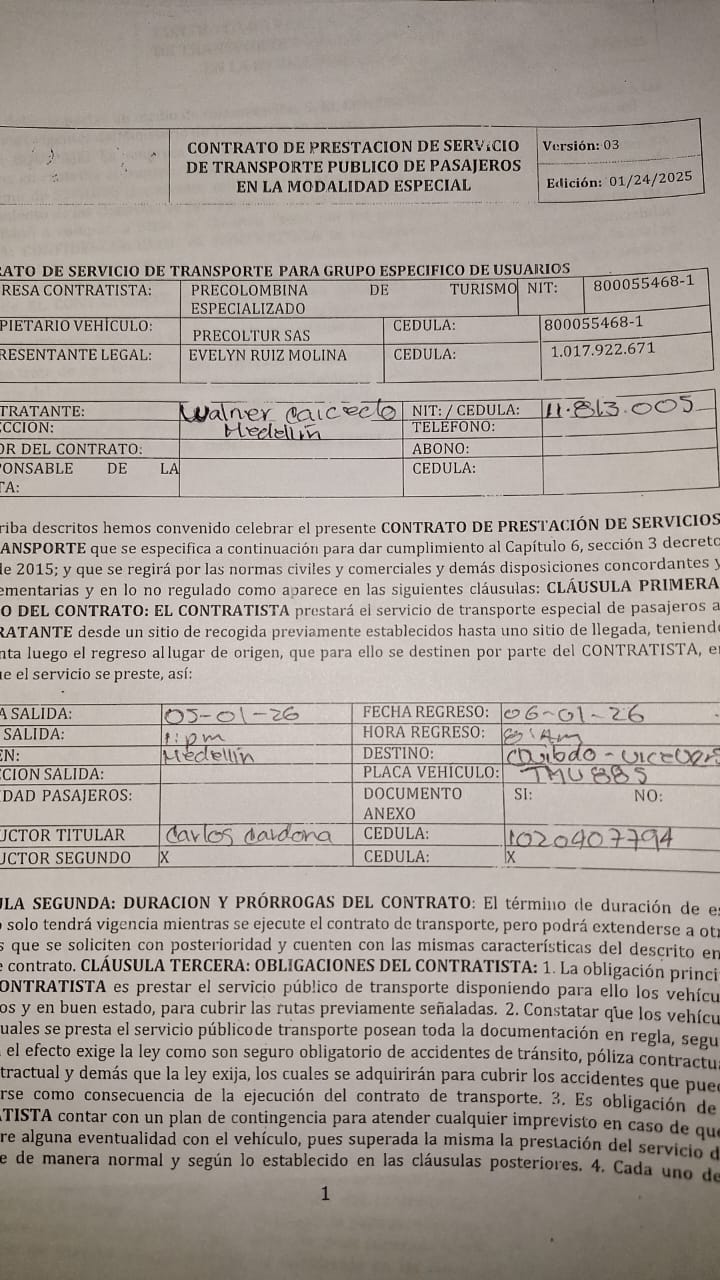 CONTRATO DE PRESTACION DE SERVICIO
DE TRANSPORTE PUBLICO DE PASAJEROS
EN LA MODALIDAD ESPECIAL
Versión: 03
Edición: 01/24/2025
RATO DE SERVICIO DE TRANSPORTE PARA GRUPO ESPECIFICO DE USUARIOS
RESA CONTRATISTA: PRECOLOMBINA DE TURISMO ESPECIALIZADO NIT: 800055468-1
PIETARIO VEHÍCULO: PRECOLTUR SAS CEDULA: 800055468-1
RESENTANTE LEGAL: EVELYN RUIZ MOLINA CEDULA: 1.017.922.671
TRATANTE: Walner Caicedo NIT: / CEDULA: 11.813.005
CCION: Medellín TELEFONO:
OR DEL CONTRATO: ABONO:
PONSABLE DE LA CEDULA:
TA:
riba descritos hemos convenido celebrar el presente CONTRATO DE PRESTACIÓN DE SERVICIOS
ANSPORTE que se especifica a continuación para dar cumplimiento al Capítulo 6, sección 3 decreto
de 2015; y que se regirá por las normas civiles y comerciales y demás disposiciones concordantes y
ementarias y en lo no regulado como aparece en las siguientes cláusulas: CLÁUSULA PRIMERA
O DEL CONTRATO: EL CONTRATISTA prestará el servicio de transporte especial de pasajeros a
RATANTE desde un sitio de recogida previamente establecidos hasta uno sitio de llegada, teniendo
nta luego el regreso al lugar de origen, que para ello se destinen por parte del CONTRATISTA, en
ue el servicio se preste, así:
A SALIDA: 05-01-26 FECHA REGRESO: 06-01-26
SALIDA: HORA REGRESO:
EN: Medellín DESTINO: Quibdo - vicevers
CCION SALIDA: PLACA VEHÍCULO: TMU885
DAD PASAJEROS: DOCUMENTO ANEXO SI: NO:
UCTOR TITULAR Carlos Cardona CEDULA: 1020407794
UCTOR SEGUNDO X CEDULA: X
ULA SEGUNDA: DURACION Y PRÓRROGAS DEL CONTRATO: El término de duración de es
o solo tendrá vigencia mientras se ejecute el contrato de transporte, pero podrá extenderse a otr
s que se soliciten con posterioridad y cuenten con las mismas características del descrito en
e contrato. CLÁUSULA TERCERA: OBLIGACIONES DEL CONTRATISTA: 1. La obligación princi
ONTRATISTA es prestar el servicio público de transporte disponiendo para ello los vehícu
os y en buen estado, para cubrir las rutas previamente señaladas. 2. Constatar que los vehícu
uales se presta el servicio público de transporte posean toda la documentación en regla, segu
el efecto exige la ley como son seguro obligatorio de accidentes de tránsito, póliza contractu
tractual y demás que la ley exija, los cuales se adquirirán para cubrir los accidentes que pued
rse como consecuencia de la ejecución del contrato de transporte. 3. Es obligación de
ATISTA contar con un plan de contingencia para atender cualquier imprevisto en caso de que
re alguna eventualidad con el vehículo, pues superada la misma la prestación del servicio d
e de manera normal y según lo establecido en las cláusulas posteriores. 4. Cada uno de
1